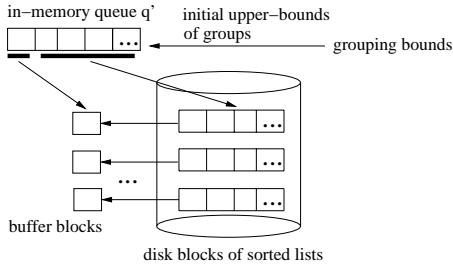 in−memory queue q’
initial upper−bounds
of groups
...
grouping bounds
...
...
...
...
buffer blocks
disk blocks of sorted lists